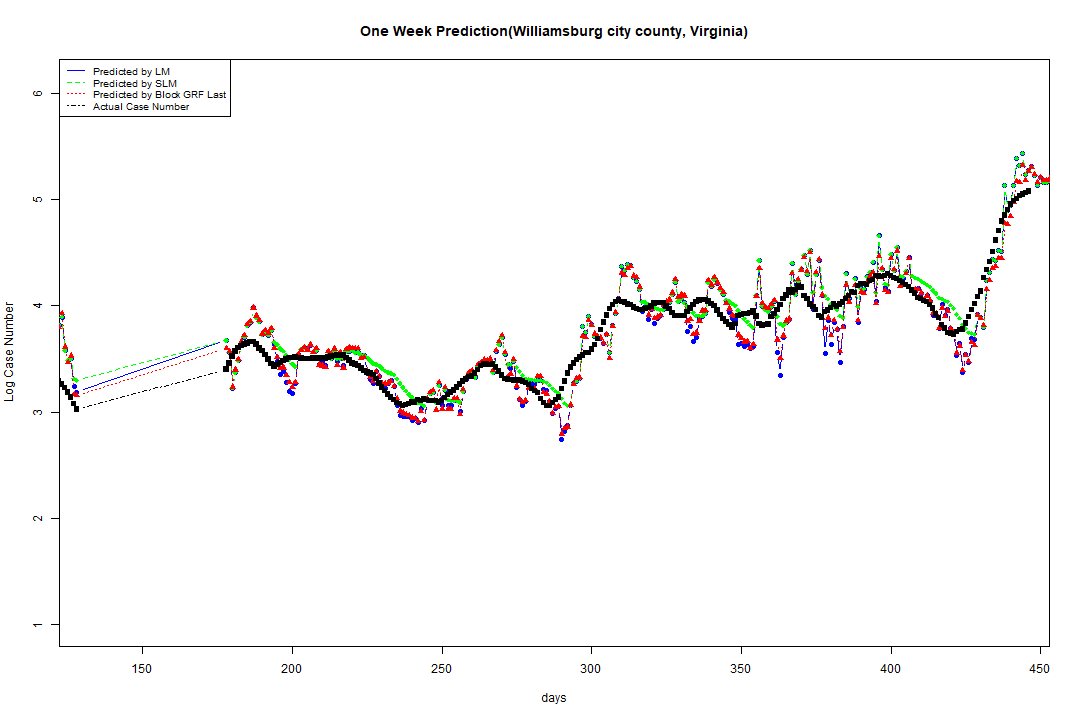 One Week Prediction(Williamsburg city county, Virginia)
Predicted by LM
Predicted by SLM
Predicted by Block GRF Last
Actual Case Number
Log Case Number
6
5
4
3
2
1
150 200 250 300 350 400 450
days